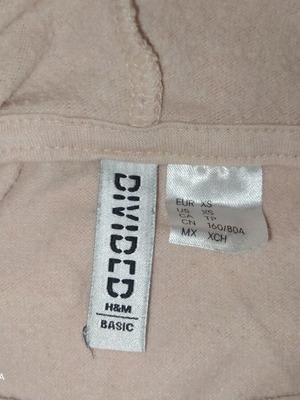 DIVIDED
H&M
BASIC
EUR XS
US XS
CA TP
CN 160/80A
MX XCH